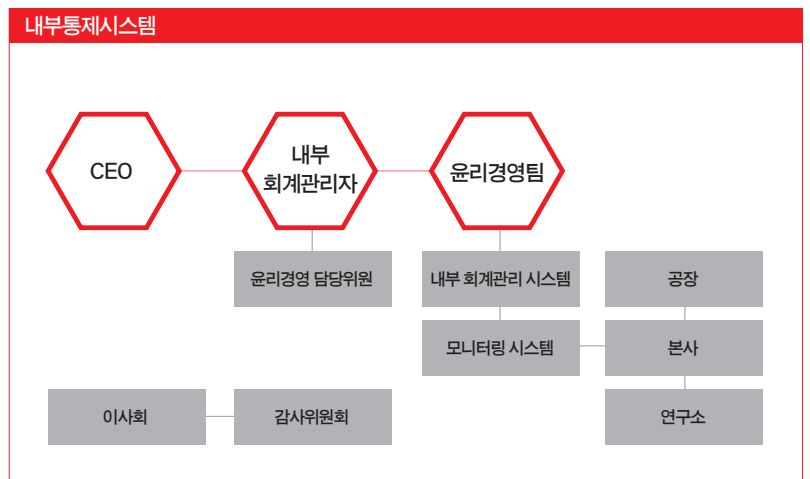 내부통제시스템
CEO
내부
회계관리자
윤리경영팀
윤리경영 담당위원
내부 회계관리 시스템
공장
모니터링 시스템
본사
이사회
감사위원회
연구소